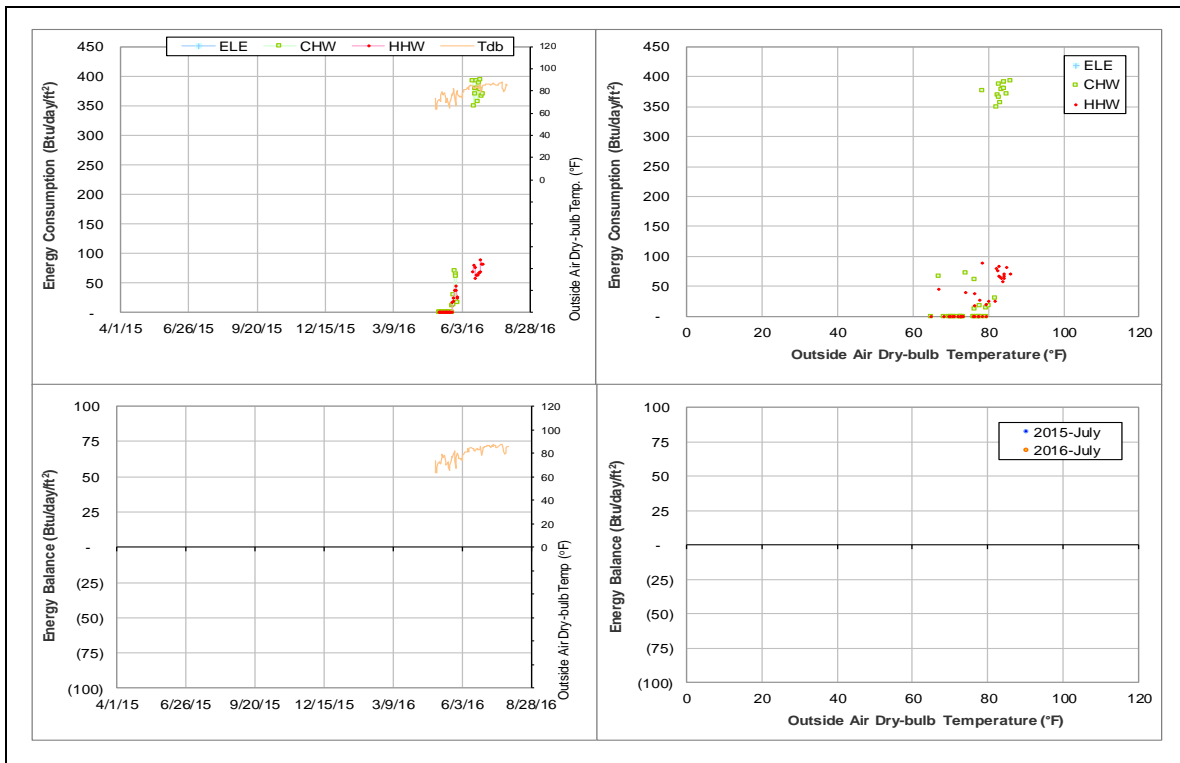 ELE CHW HHW Tdb
Energy Consumption (Btu/day/ft²)
450
400
350
300
250
200
150
100
50
-
120
100
80
60
40
20
0
Outside Air Dry-bulb Temp. (°F)
4/1/15 6/26/15 9/20/15 12/15/15 3/9/16 6/3/16 8/28/16
Energy Consumption (Btu/day/ft²)
450
400
350
300
250
200
150
100
50
-
ELE
CHW
HHW
0 20 40 60 80 100 120
Outside Air Dry-bulb Temperature (°F)
Energy Balance (Btu/day/ft²)
100
75
50
25
-
(25)
(50)
(75)
(100)
120
100
80
60
40
20
0
Outside Air Dry-bulb Temp (°F)
4/1/15 6/26/15 9/20/15 12/15/15 3/9/16 6/3/16 8/28/16
Energy Balance (Btu/day/ft²)
100
75
50
25
-
(25)
(50)
(75)
(100)
2015-July
2016-July
0 20 40 60 80 100 120
Outside Air Dry-bulb Temperature (°F)